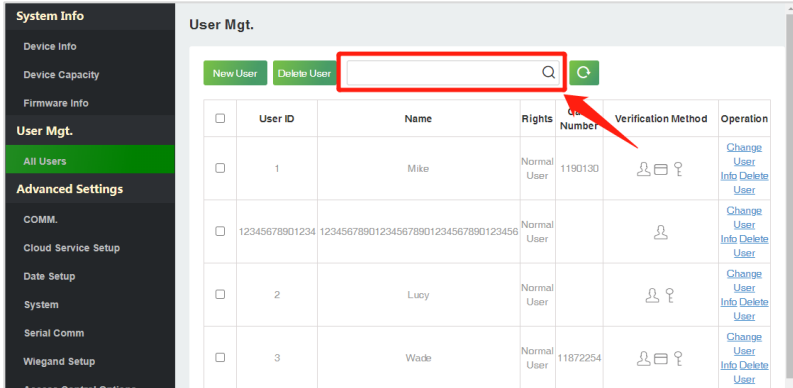 System Info
Device Info
Device Capacity
Firmware Info
User Mgt.
All Users
Advanced Settings
COMM.
Cloud Service Setup
Date Setup
System
Serial Comm
Wiegand Setup
User Mgt.
New User Delete User
User ID Name Rights Number Verification Method Operation
1 Mike Normal User 1190130 Change User Info Delete User
12345678901234 123456789012345678901234567890123456 Normal User Change User Info Delete User
2 Lucy Normal User Change User Info Delete User
3 Wade Normal User 11872254 Change User Info Delete User